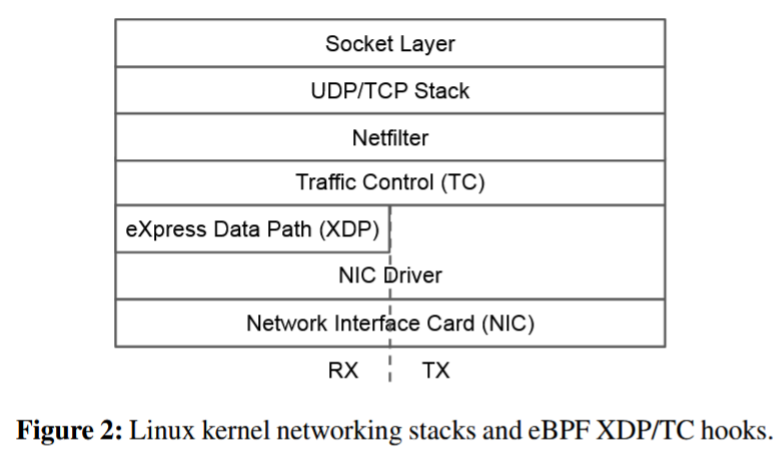 Socket Layer
UDP/TCP Stack
Netfilter
Traffic Control (TC)
eXpress Data Path (XDP)
NIC Driver
Network Interface Card (NIC)
RX TX
Figure 2: Linux kernel networking stacks and eBPF XDP/TC hooks.